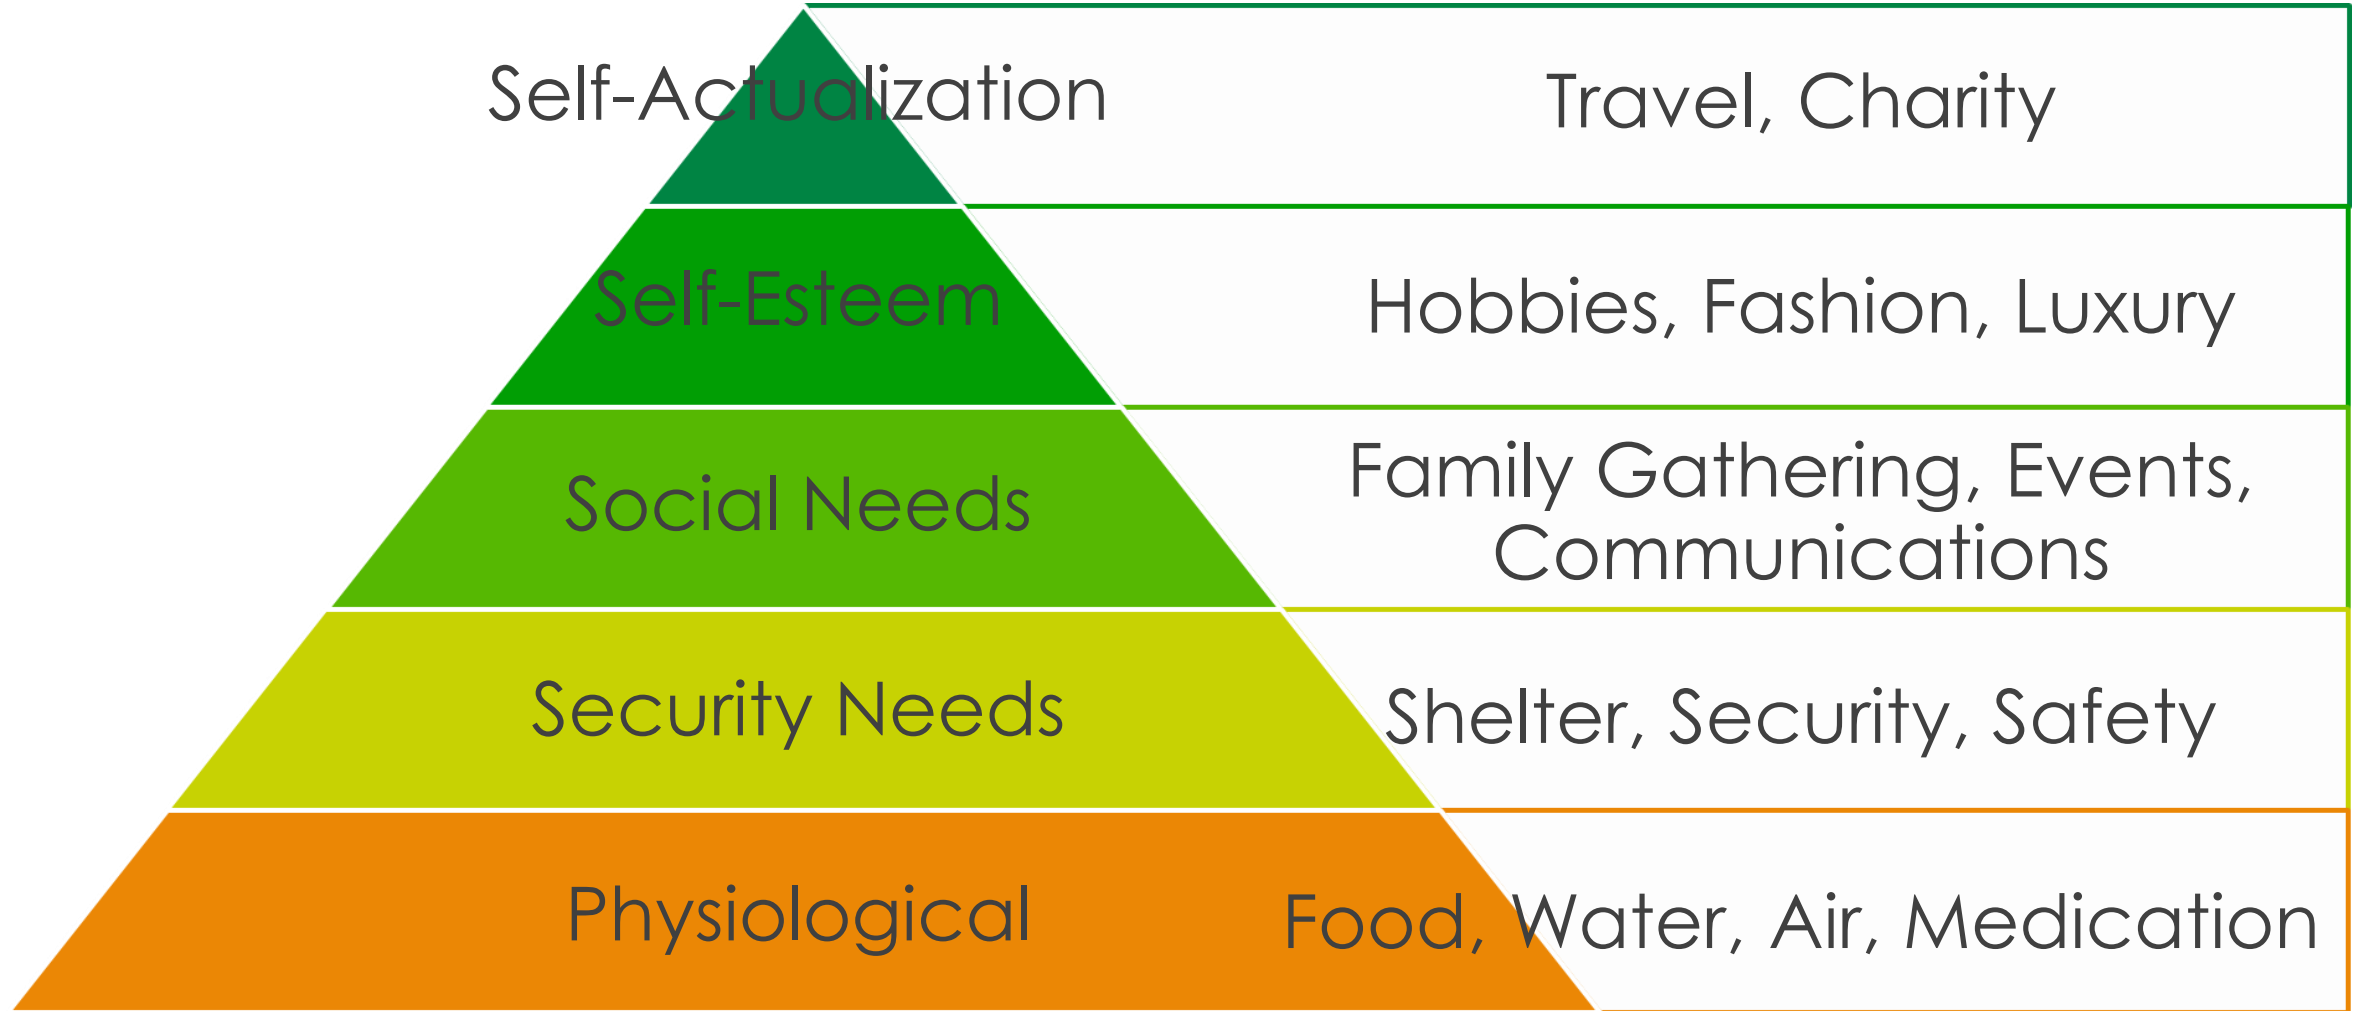 Self-Actualization
Travel, Charity
Self-Esteem
Hobbies, Fashion, Luxury
Social Needs
Family Gathering, Events,
Communications
Security Needs
Shelter, Security, Safety
Physiological
Food, Water, Air, Medication